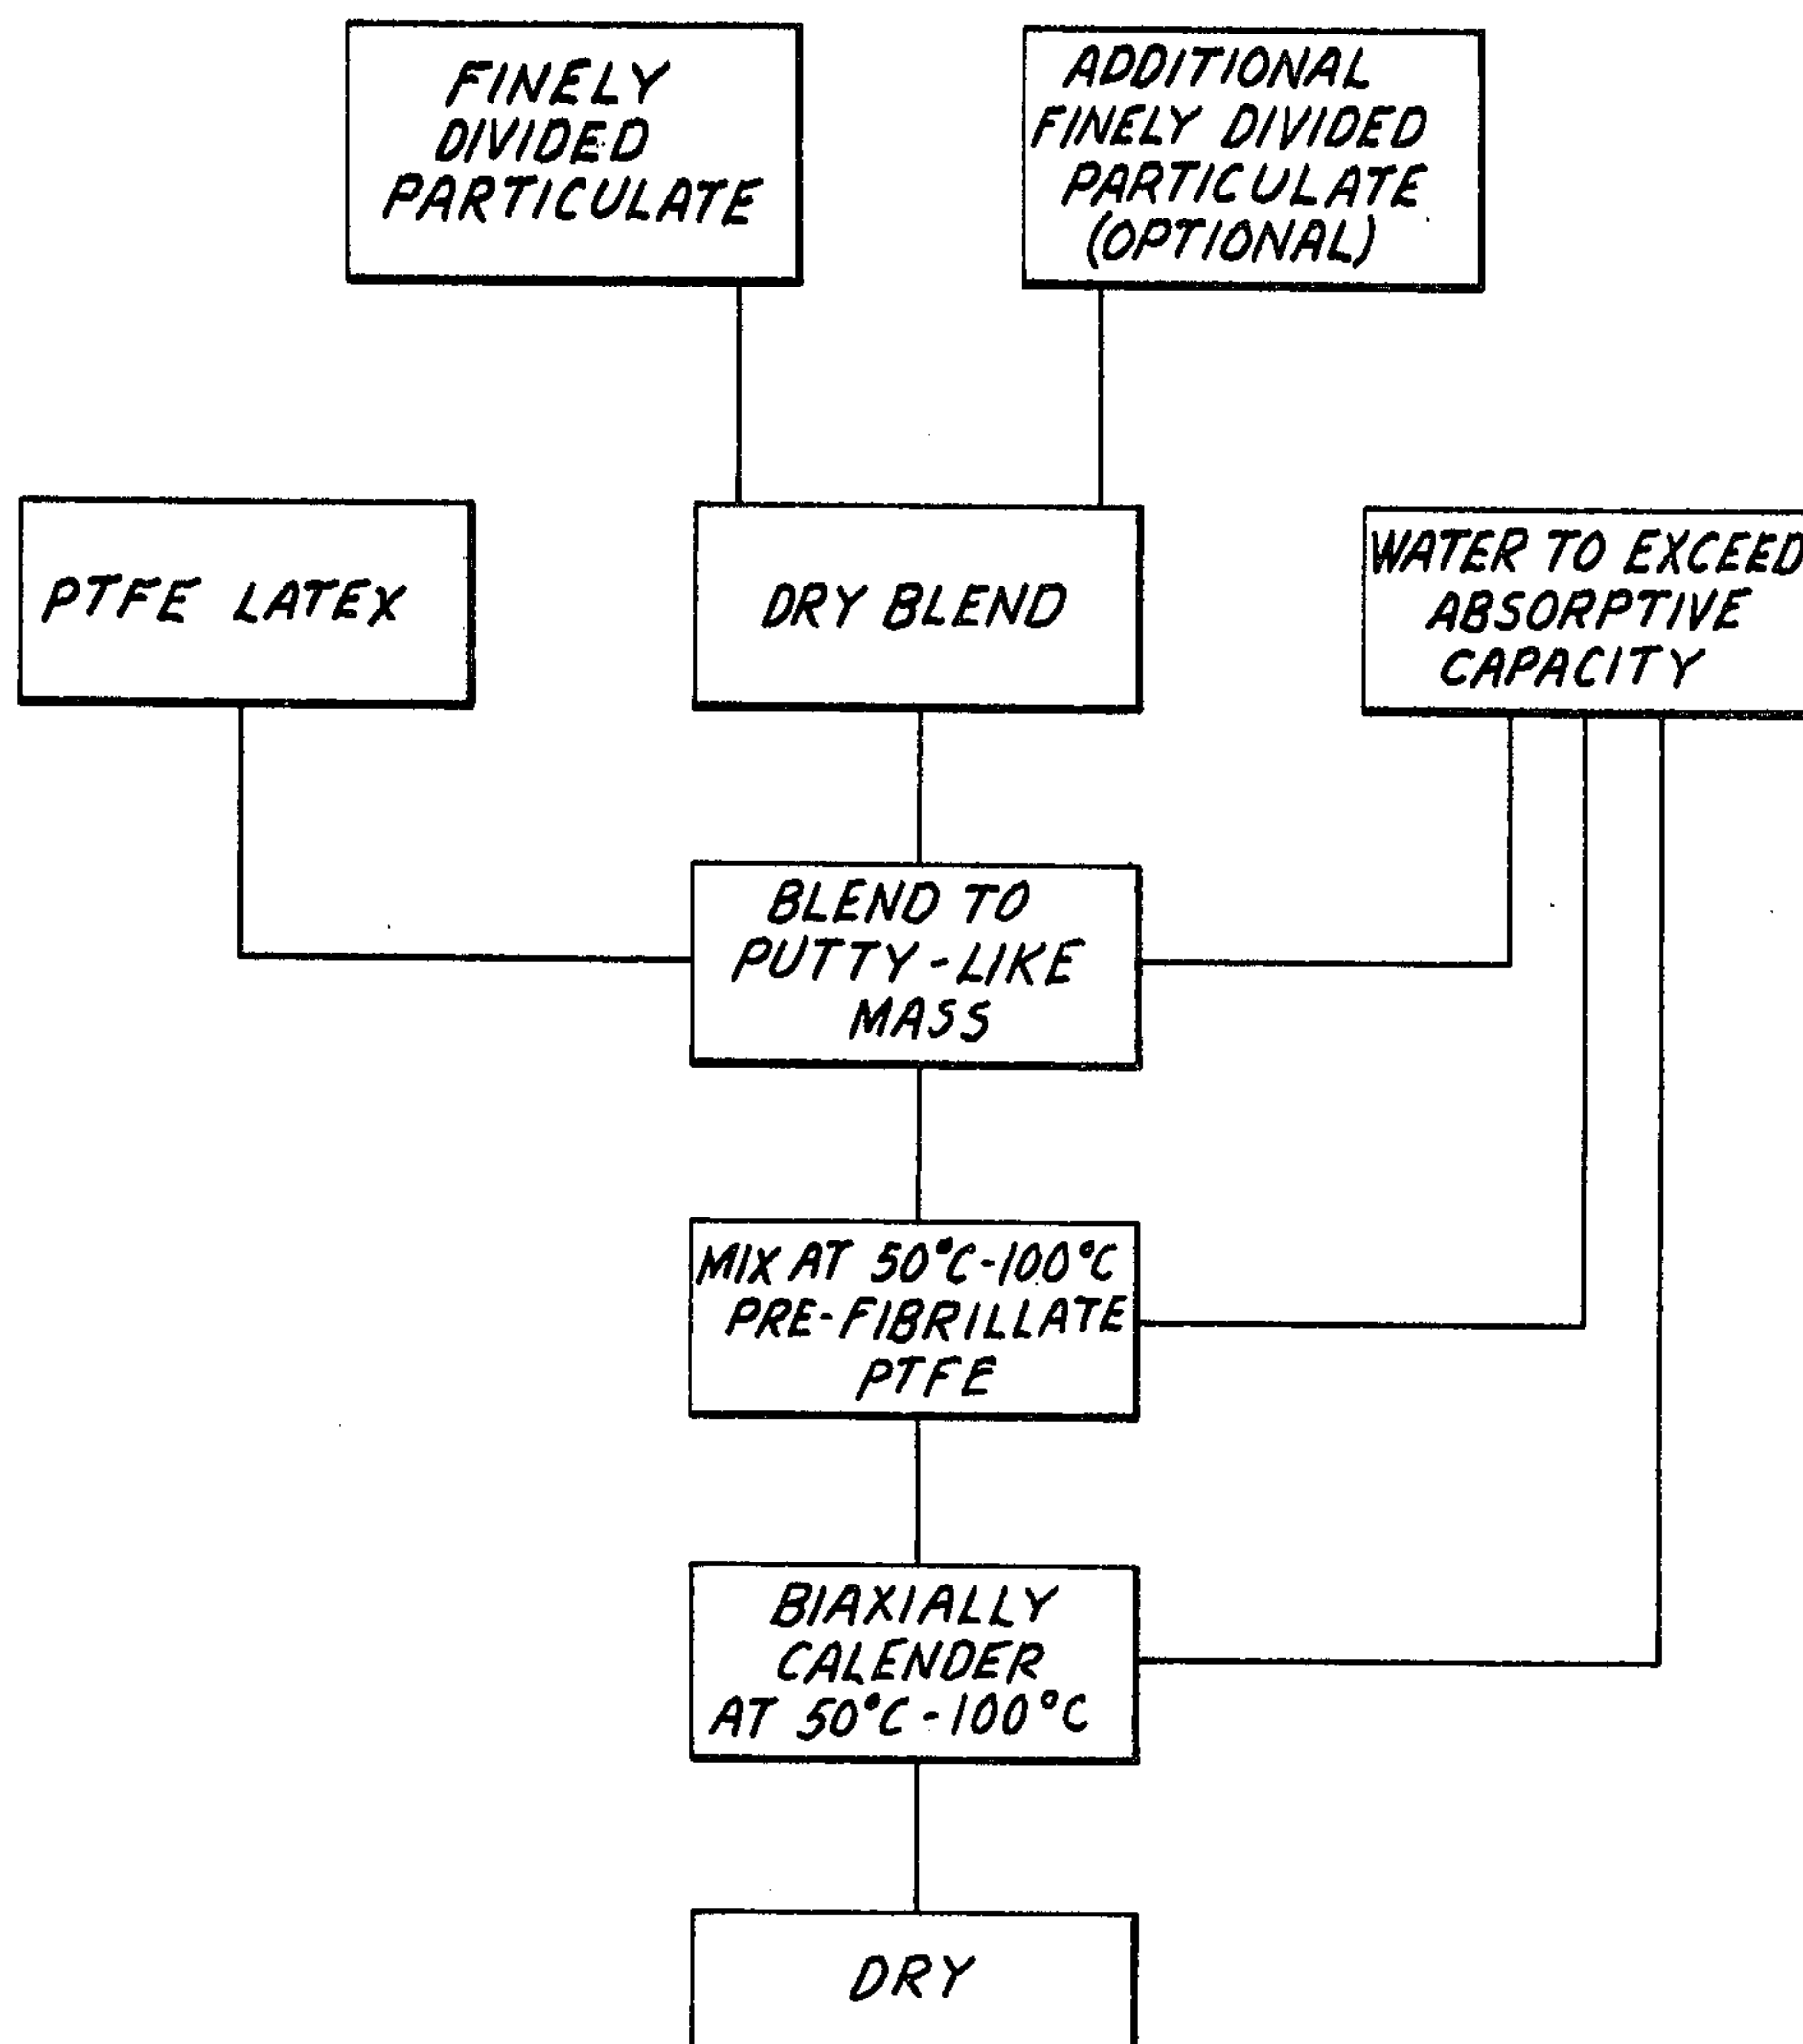 FINELY
DIVIDED
PARTICULATE
ADDITIONAL
FINELY DIVIDED
PARTICULATE
(OPTIONAL)
PTFE LATEX
DRY BLEND
WATER TO EXCEED
ABSORPTIVE
CAPACITY
BLEND TO
PUTTY-LIKE
MASS
MIX AT 50°C-100°C
PRE-FIBRILLATE
PTFE
BIAXIALLY
CALENDER
AT 50°C-100°C
DRY